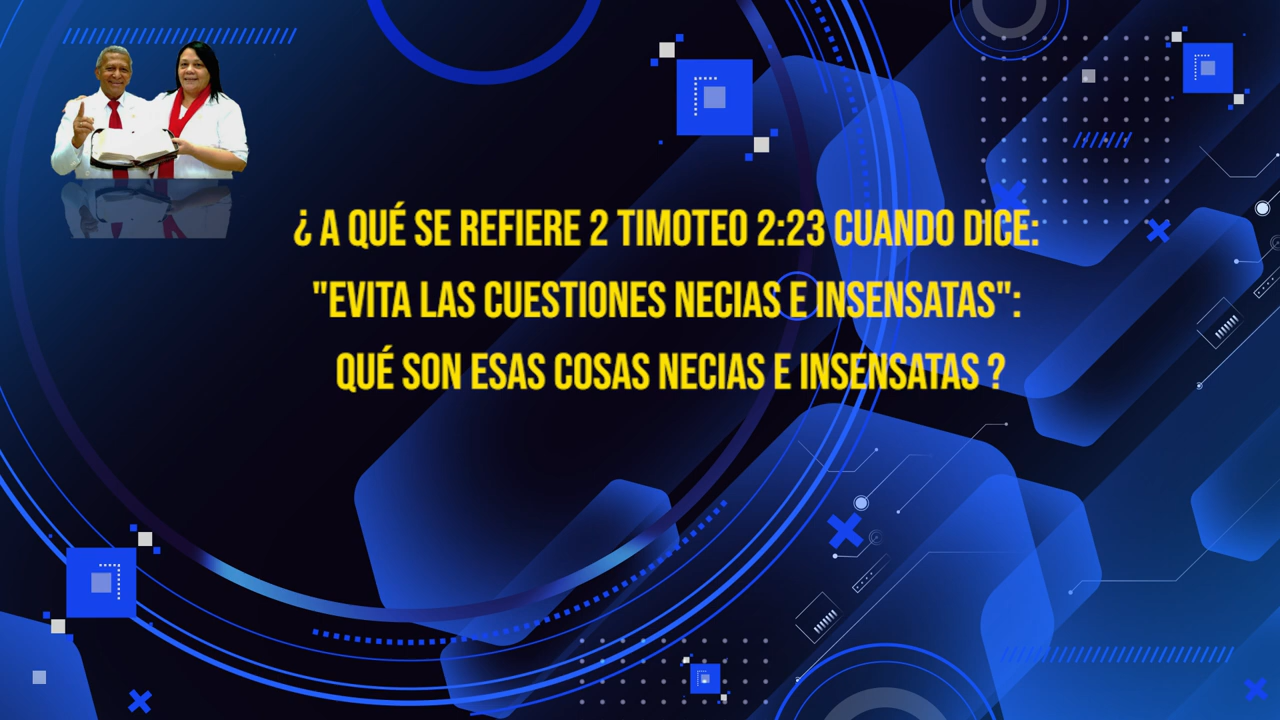 ¿ A QUÉ SE REFIERE 2 TIMOTEO 2:23 CUANDO DICE:
"EVITA LAS CUESTIONES NECIAS E INSENSATAS":
QUÉ SON ESAS COSAS NECIAS E INSENSATAS ?